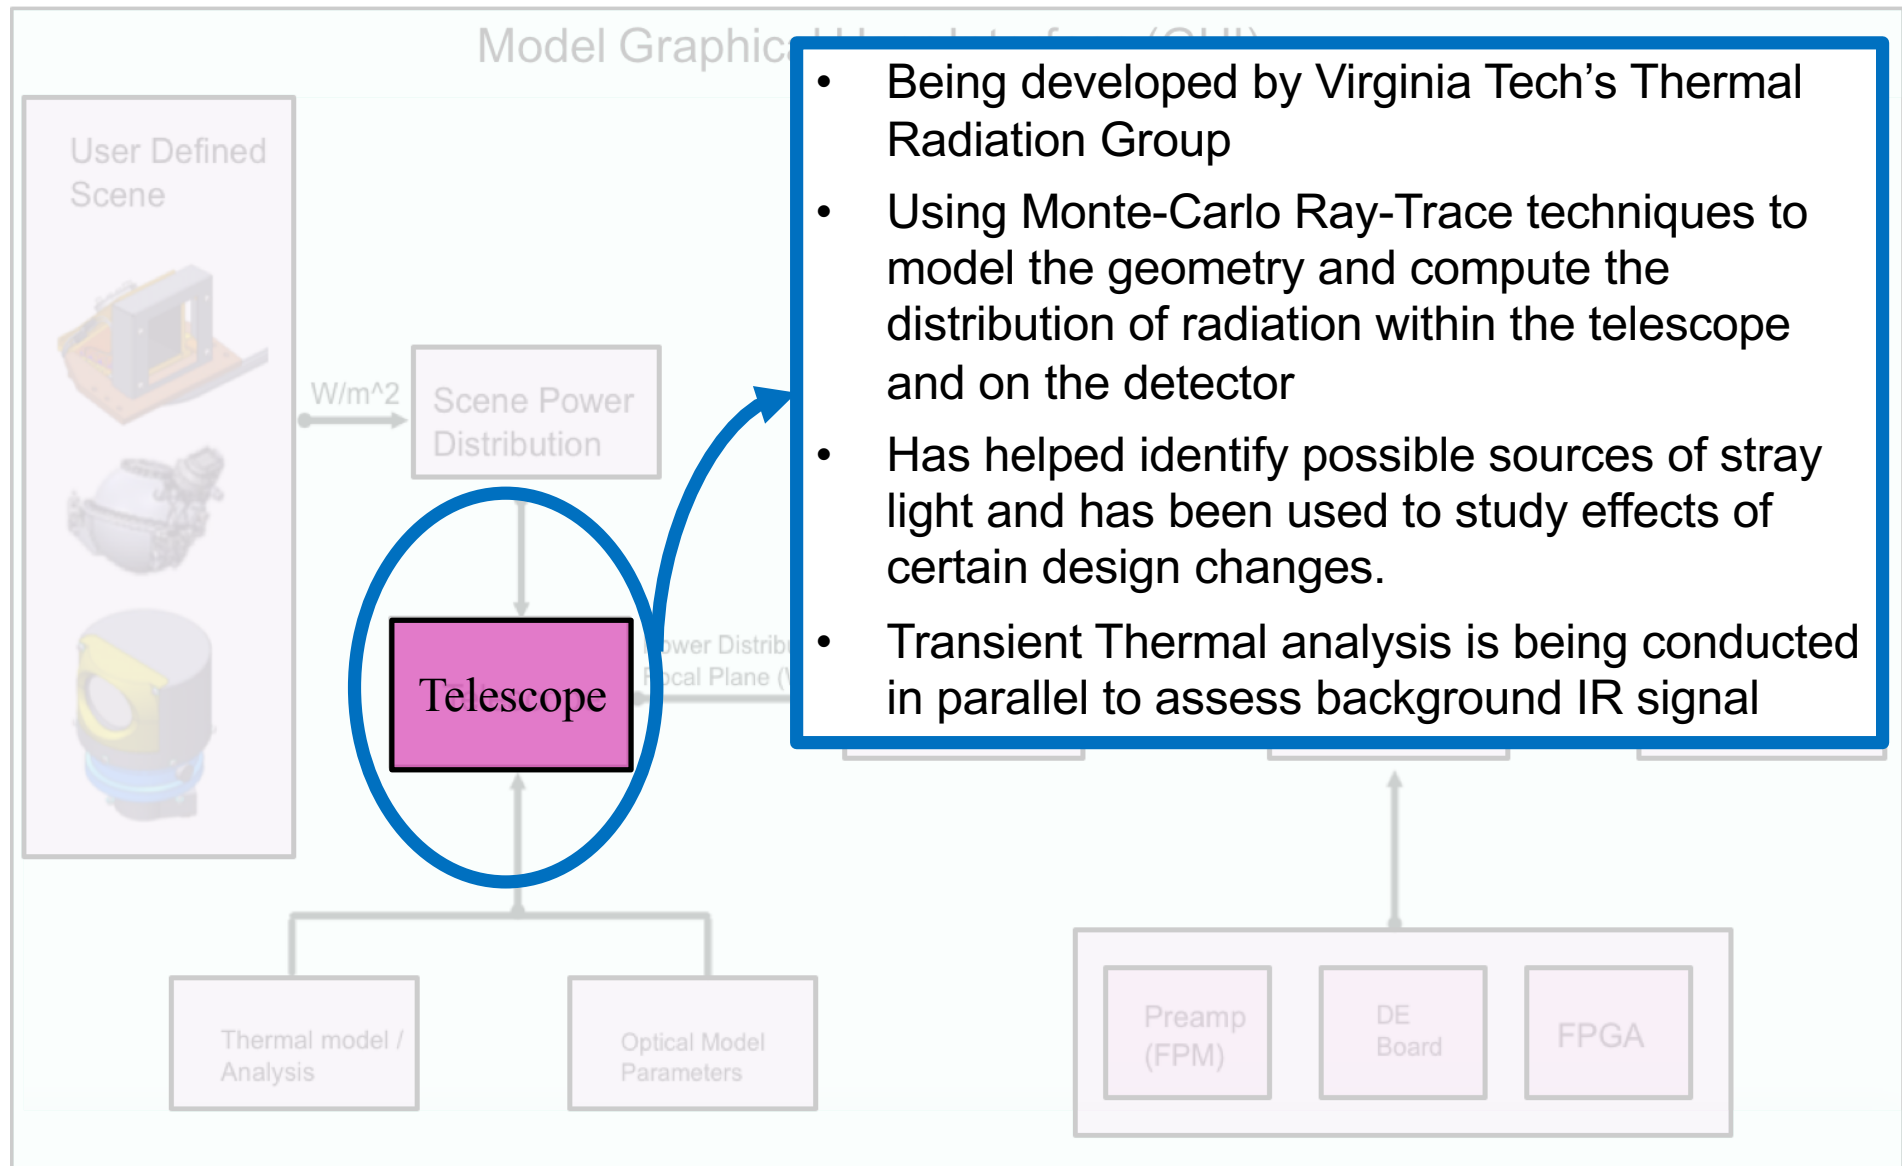 Model Graphical
• Being developed by Virginia Tech’s Thermal
Radiation Group
• Using Monte-Carlo Ray-Trace techniques to
model the geometry and compute the
distribution of radiation within the telescope
and on the detector
• Has helped identify possible sources of stray
light and has been used to study effects of
certain design changes.
• Transient Thermal analysis is being conducted
in parallel to assess background IR signal
User Defined
Scene
W/m^2
Scene Power
Distribution
Telescope
Focal Plane
Thermal model /
Analysis
Optical Model
Parameters
Preamp
(FPM)
DE
Board
FPGA